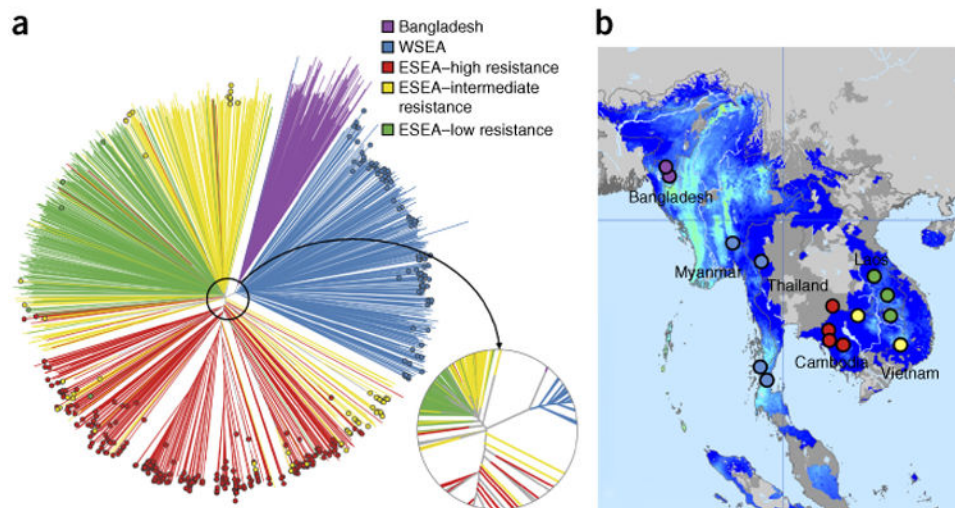 a
Bangladesh
WSEA
ESEA–high resistance
ESEA–intermediate
resistance
ESEA–low resistance
b
Bangladesh
Myanmar
Laos
Thailand
Cambodia
Vietnam